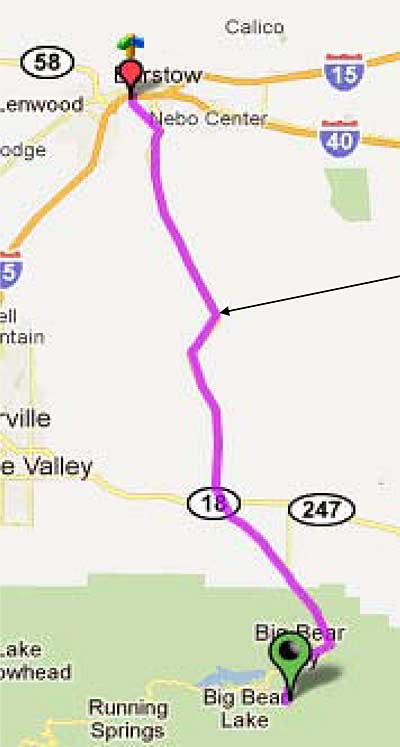 Calico
58
Barstow
15
Lenwood
Nebo Center
40
odge
5
ell
ntain
rville
e Valley
18
247
Big Bear
Lake
owhead
Big Bear
Lake
Running
Springs